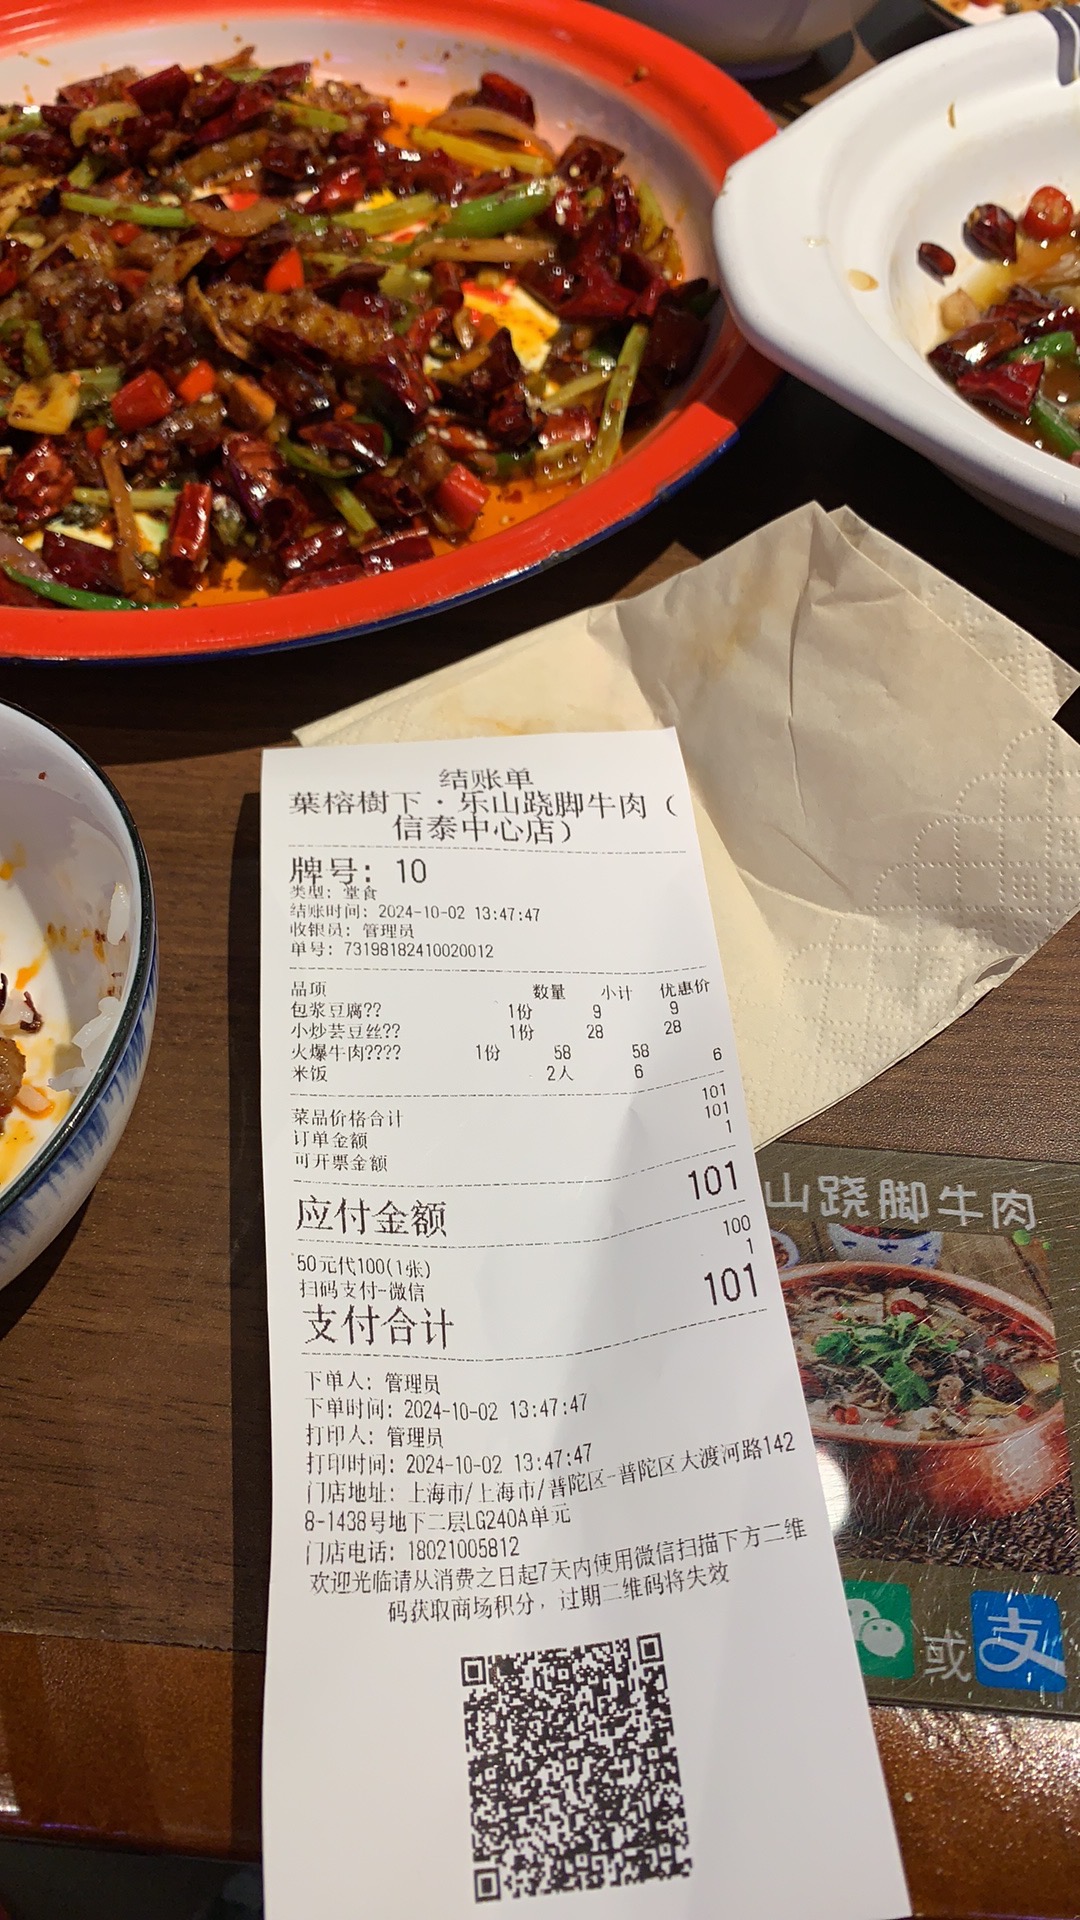 结账单
葉榕樹下·乐山跷脚牛肉（
信泰中心店）
牌号: 10
类型: 堂食
结账时间: 2024-10-02 13:47:47
收银员: 管理员
单号: 73198182410020012
品项 数量 小计 优惠价
包浆豆腐?? 1份 9 9
小炒芸豆丝?? 1份 28 28
火爆牛肉???? 1份 58 58
米饭 2人 6 6
菜品价格合计 101
订单金额 101
可开票金额 1
应付金额 101
50元代100(1张) 100
扫码支付-微信 1
支付合计 101
下单人: 管理员
下单时间: 2024-10-02 13:47:47
打印人: 管理员
打印时间: 2024-10-02 13:47:47
门店地址: 上海市/上海市/普陀区-普陀区大渡河路142
8-1438号地下二层LG240A单元
门店电话: 18021005812
欢迎光临请从消费之日起7天内使用微信扫描下方二维
码获取商场积分，过期二维码将失效
山跷脚牛肉
或 支